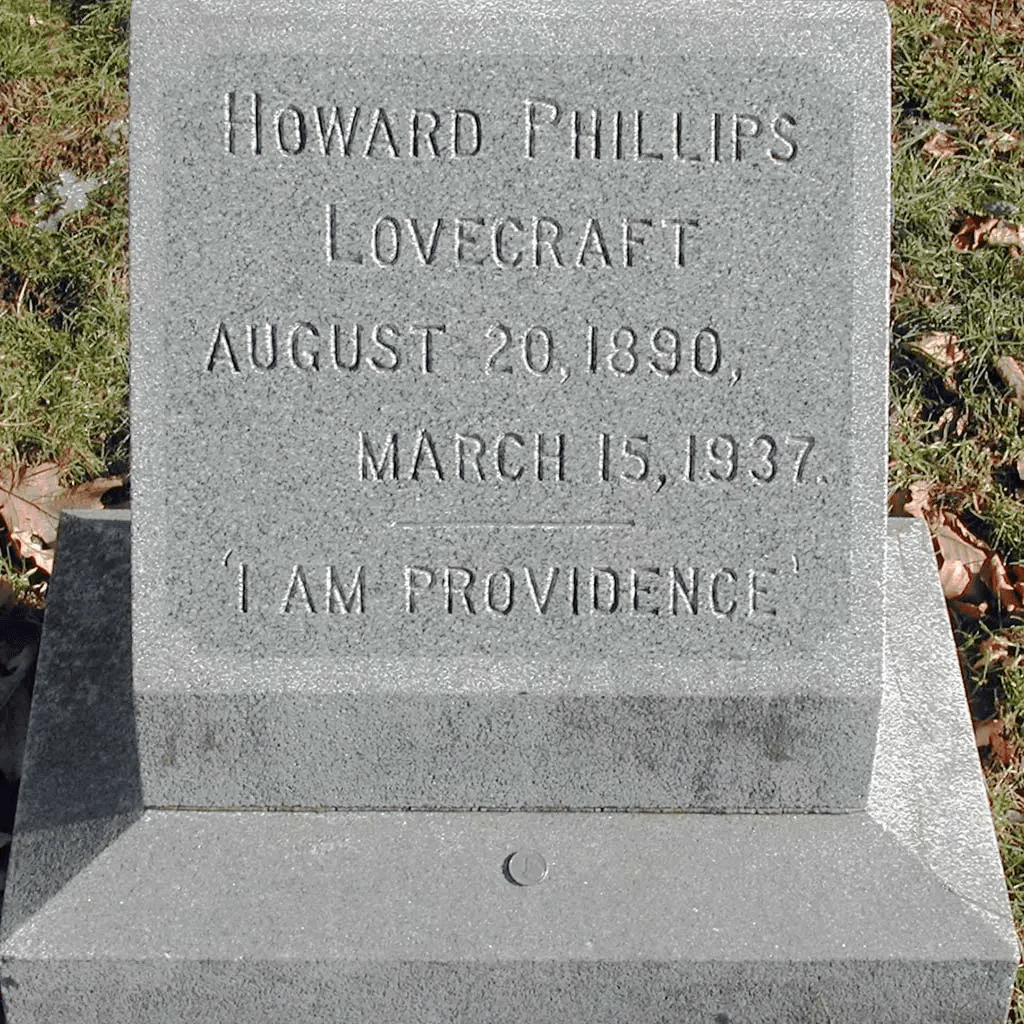 HOWARD PHILLIPS
LOVECRAFT
AUGUST 20, 1890,
MARCH 15, 1937.
'I AM PROVIDENCE'